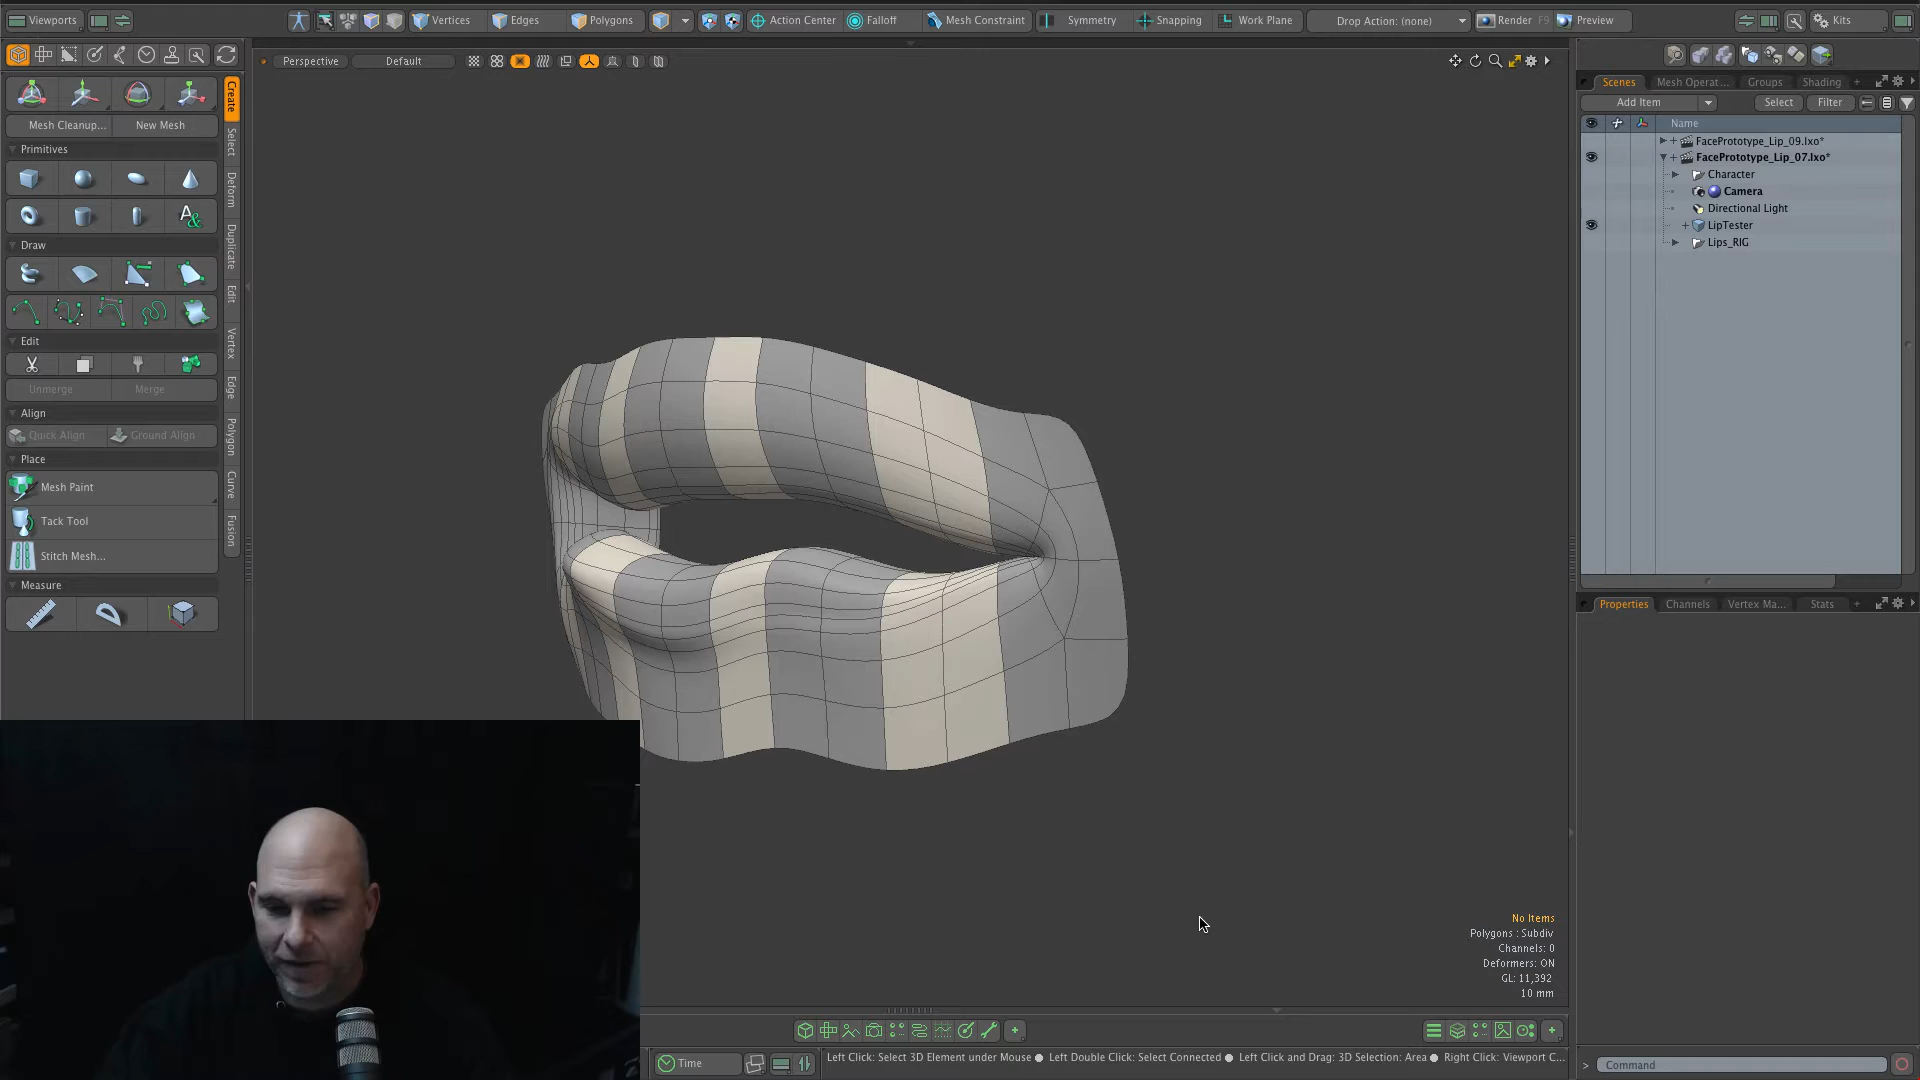 Viewports
Vertices
Edges
Polygons
Action Center
Falloff
Mesh Constraint
Symmetry
Snapping
Work Plane
Drop Action: (none)
Render F9
Preview
Kits
Perspective
Default
Mesh Cleanup...
New Mesh
Primitives
Draw
Edit
Unmerge
Merge
Align
Quick Align
Ground Align
Place
Mesh Paint
Tack Tool
Stitch Mesh...
Measure
Create
Select
Deform
Duplicate
Edit
Vertex
Edge
Polygon
Curve
Fusion
Scenes
Mesh Operat...
Groups
Shading
+
Add Item
Select
Filter
Name
FacePrototype_Lip_09.lxo*
FacePrototype_Lip_07.lxo*
Character
Camera
Directional Light
LipTester
Lips_RIG
Properties
Channels
Vertex Ma...
Stats
+
No Items
Polygons : Subdiv
Channels: 0
Deformers: ON
GL: 11,392
10 mm
Time
Left Click: Select 3D Element under Mouse ● Left Double Click: Select Connected ● Left Click and Drag: 3D Selection: Area ● Right Click: Viewport C...
> Command